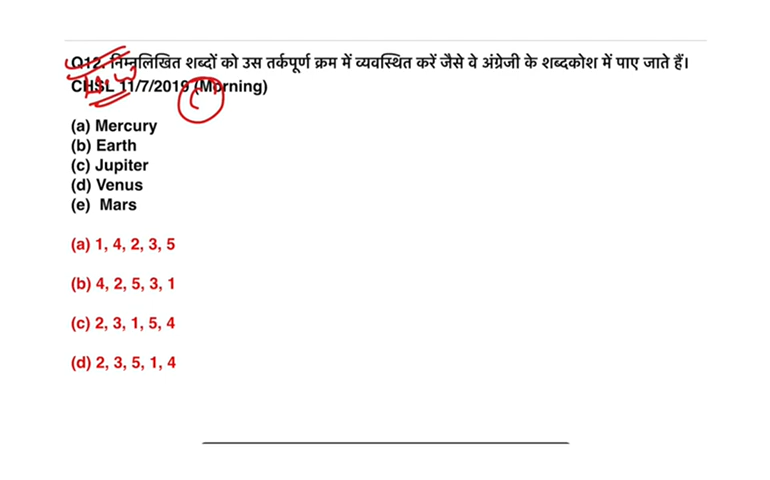 Q12. निम्नलिखित शब्दों को उस तर्कपूर्ण क्रम में व्यवस्थित करें जैसे वे अंग्रेजी के शब्दकोश में पाए जाते हैं।
CHSL 11/7/2019 (Morning)
(a) Mercury
(b) Earth
(c) Jupiter
(d) Venus
(e) Mars
(a) 1, 4, 2, 3, 5
(b) 4, 2, 5, 3, 1
(c) 2, 3, 1, 5, 4
(d) 2, 3, 5, 1, 4